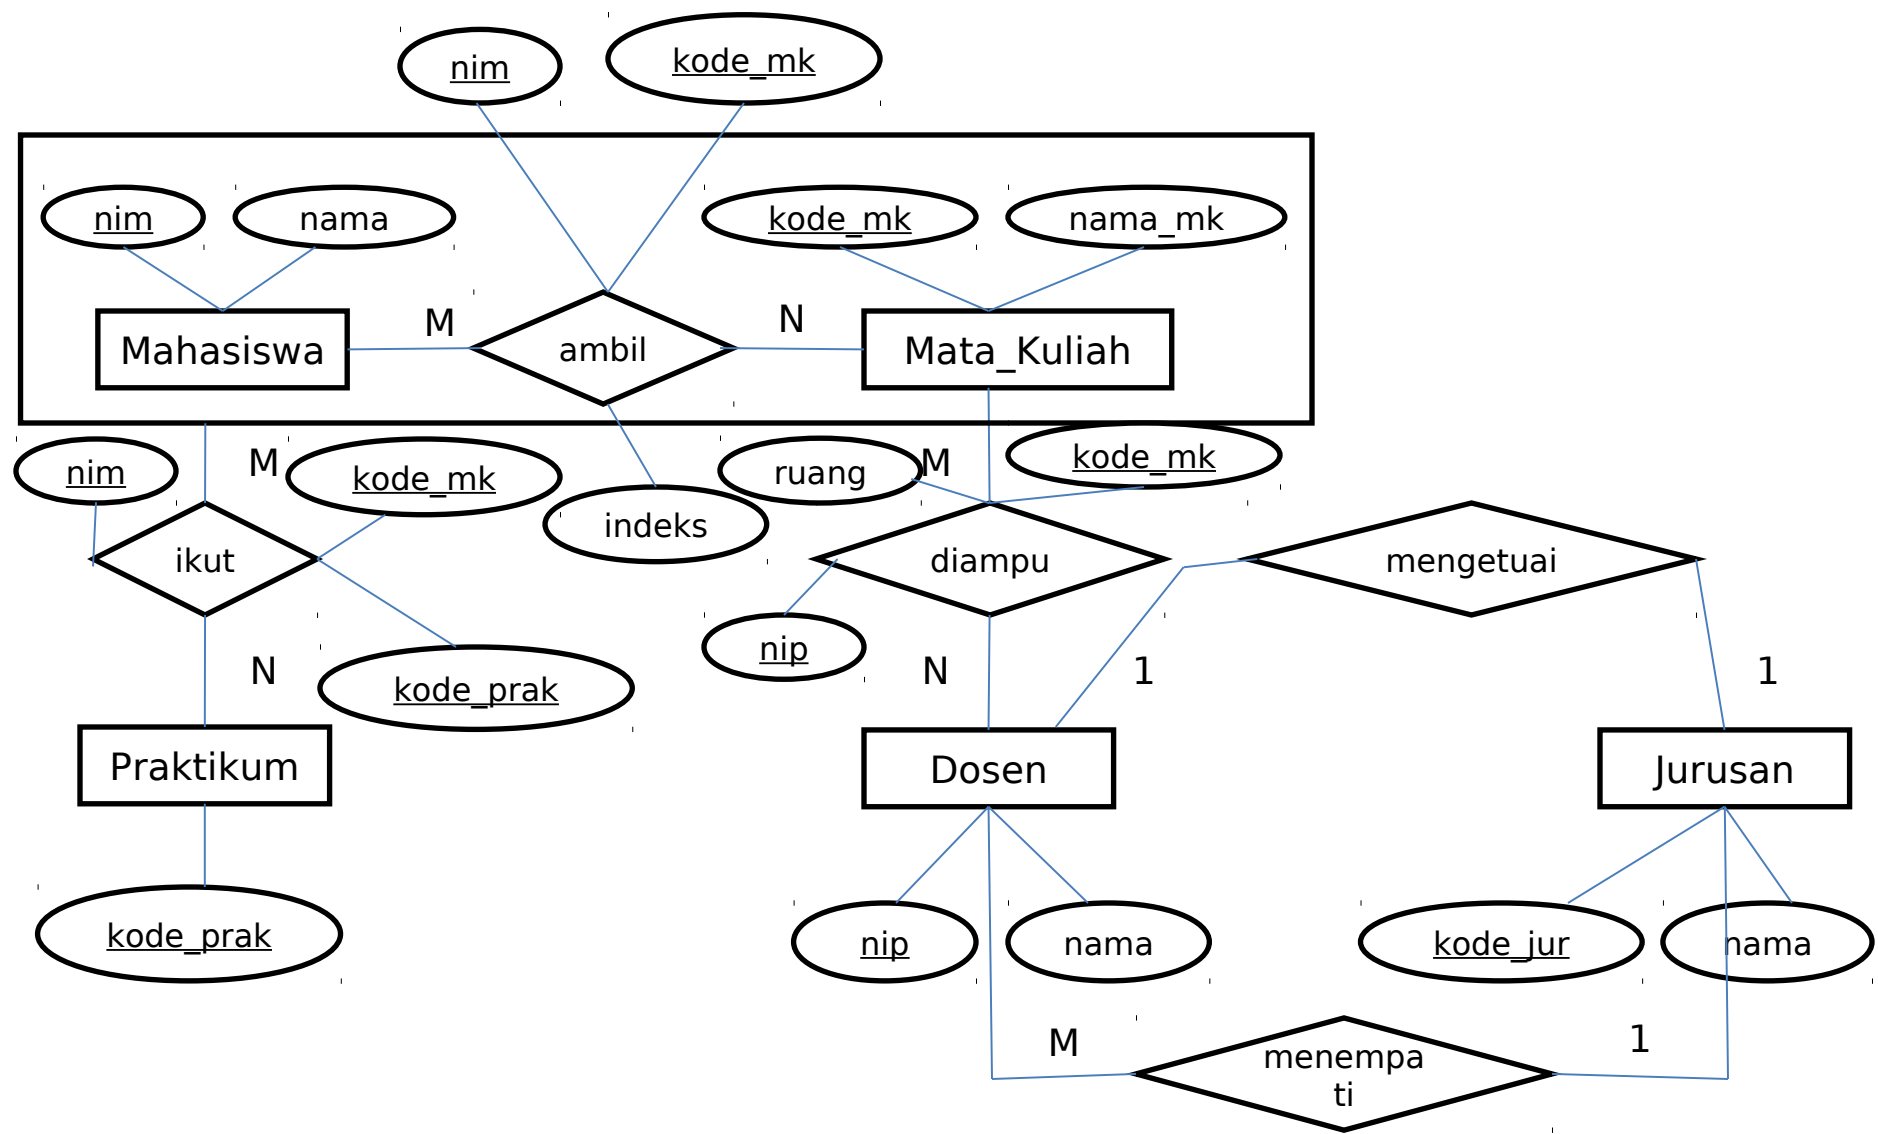 nim
kode_mk
nim
nama
kode_mk
nama_mk
Mahasiswa
M
ambil
N
Mata_Kuliah
nim
M
kode_mk
indeks
ruang
M
kode_mk
ikut
diampu
mengetuai
nip
N
kode_prak
N
1
1
Praktikum
Dosen
Jurusan
kode_prak
nip
nama
kode_jur
nama
M
menempa
ti
1